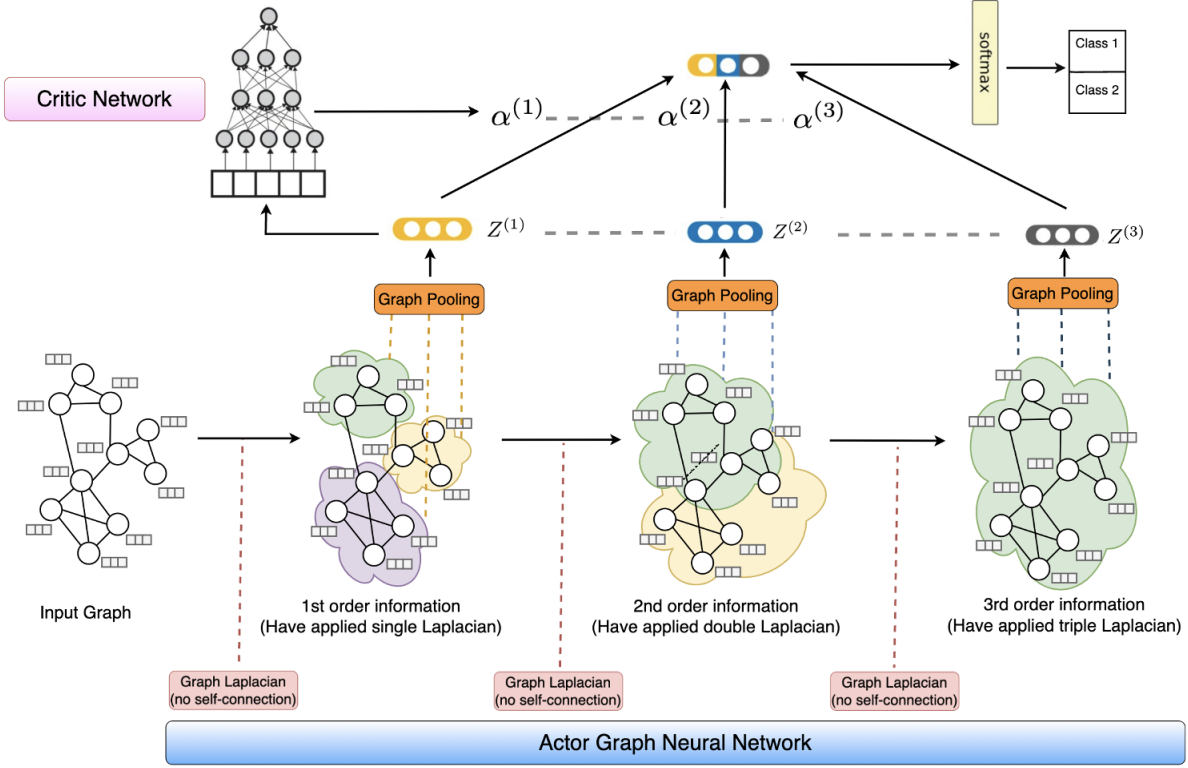 Critic Network
α^(1)
α^(2)
α^(3)
softmax
Class 1
Class 2
Z^(1)
Z^(2)
Z^(3)
Graph Pooling
Graph Pooling
Graph Pooling
Input Graph
1st order information
(Have applied single Laplacian)
2nd order information
(Have applied double Laplacian)
3rd order information
(Have applied triple Laplacian)
Graph Laplacian
(no self-connection)
Graph Laplacian
(no self-connection)
Graph Laplacian
(no self-connection)
Actor Graph Neural Network